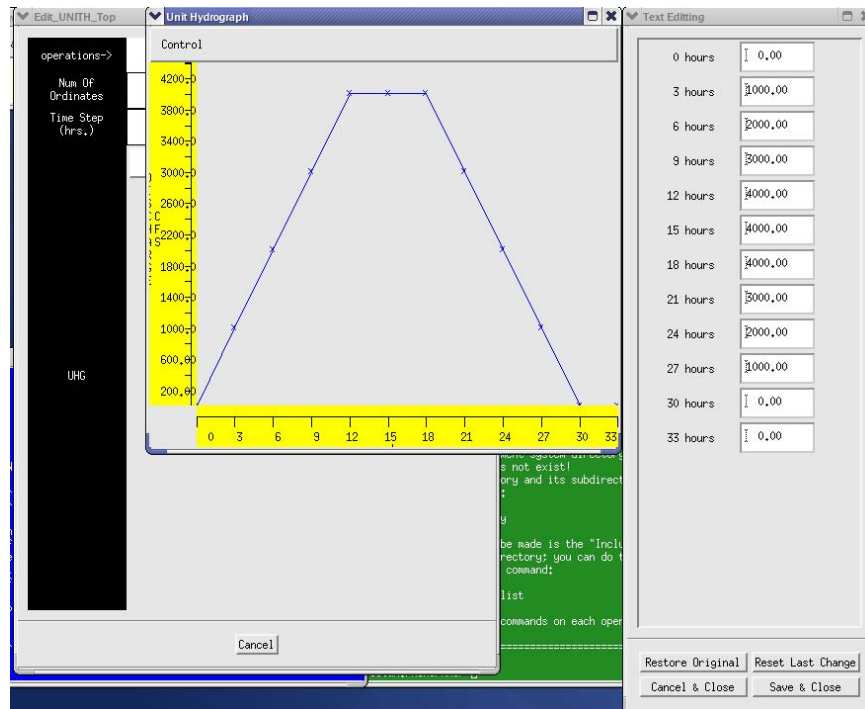 Edit_UNITH_Top
operations->
Num Of
Ordinates
Time Step
(hrs.)
UHG
Cancel
Unit Hydrograph
Control
4200.0
3800.0
3400.0
3000.0
2600.0
2200.0
1800.0
1400.0
1000.0
600.00
200.00
CFS
0 3 6 9 12 15 18 21 24 27 30 33
s not exist!
ory and its subdirect
:
y
be made is the "Inclu
rectory; you can do t
command:
list
commands on each oper
Text Editting
0 hours 0.00
3 hours 1000.00
6 hours 2000.00
9 hours 3000.00
12 hours 4000.00
15 hours 4000.00
18 hours 4000.00
21 hours 3000.00
24 hours 2000.00
27 hours 1000.00
30 hours 0.00
33 hours 0.00
Restore Original Reset Last Change
Cancel & Close Save & Close